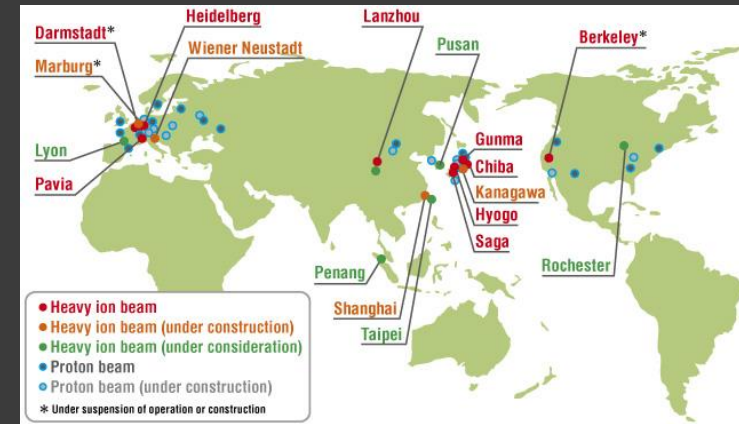 Heidelberg
Lanzhou
Darmstadt*
Pusan
Berkeley*
Wiener Neustadt
Marburg*
Gunma
Lyon
Chiba
Pavia
Kanagawa
Hyogo
Saga
Penang
Rochester
Shanghai
Taipei
Heavy ion beam
Heavy ion beam (under construction)
Heavy ion beam (under consideration)
Proton beam
Proton beam (under construction)
* Under suspension of operation or construction